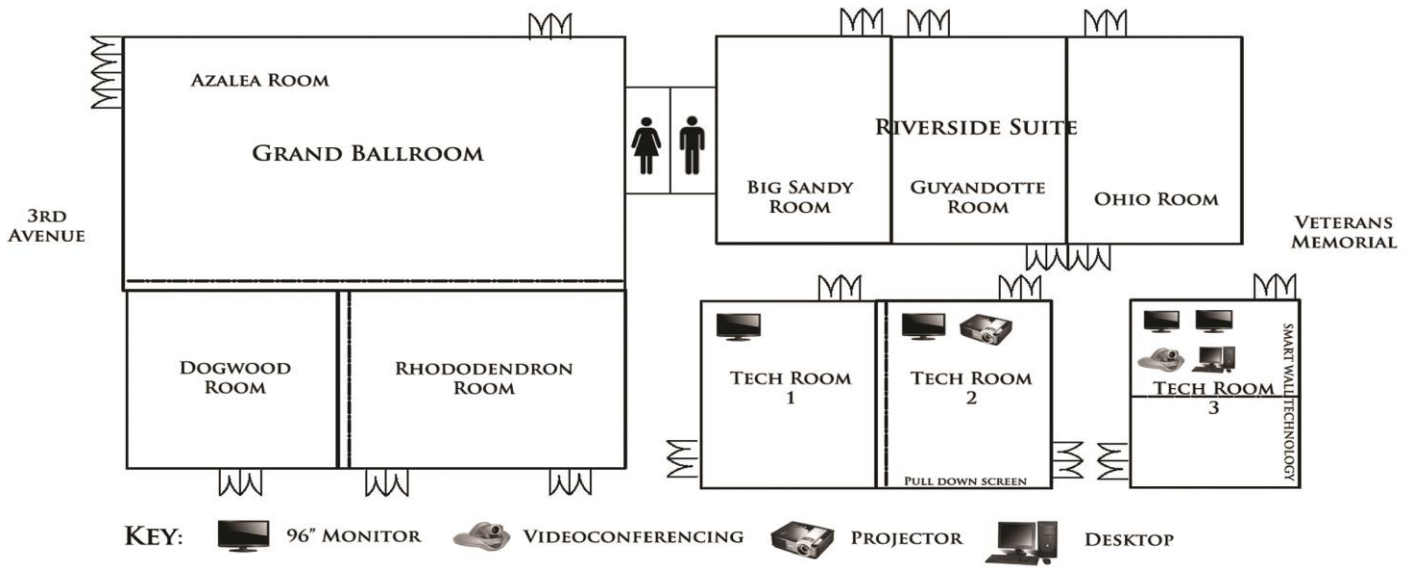 Azalea Room
Grand Ballroom
3rd
Avenue
Dogwood
Room
Rhododendron
Room
Riverside Suite
Big Sandy
Room
Guyandotte
Room
Ohio Room
Veterans
Memorial
Tech Room
1
Tech Room
2
Pull Down Screen
Tech Room
3
Smart Wall Technology
Key:
96” Monitor
Videoconferencing
Projector
Desktop